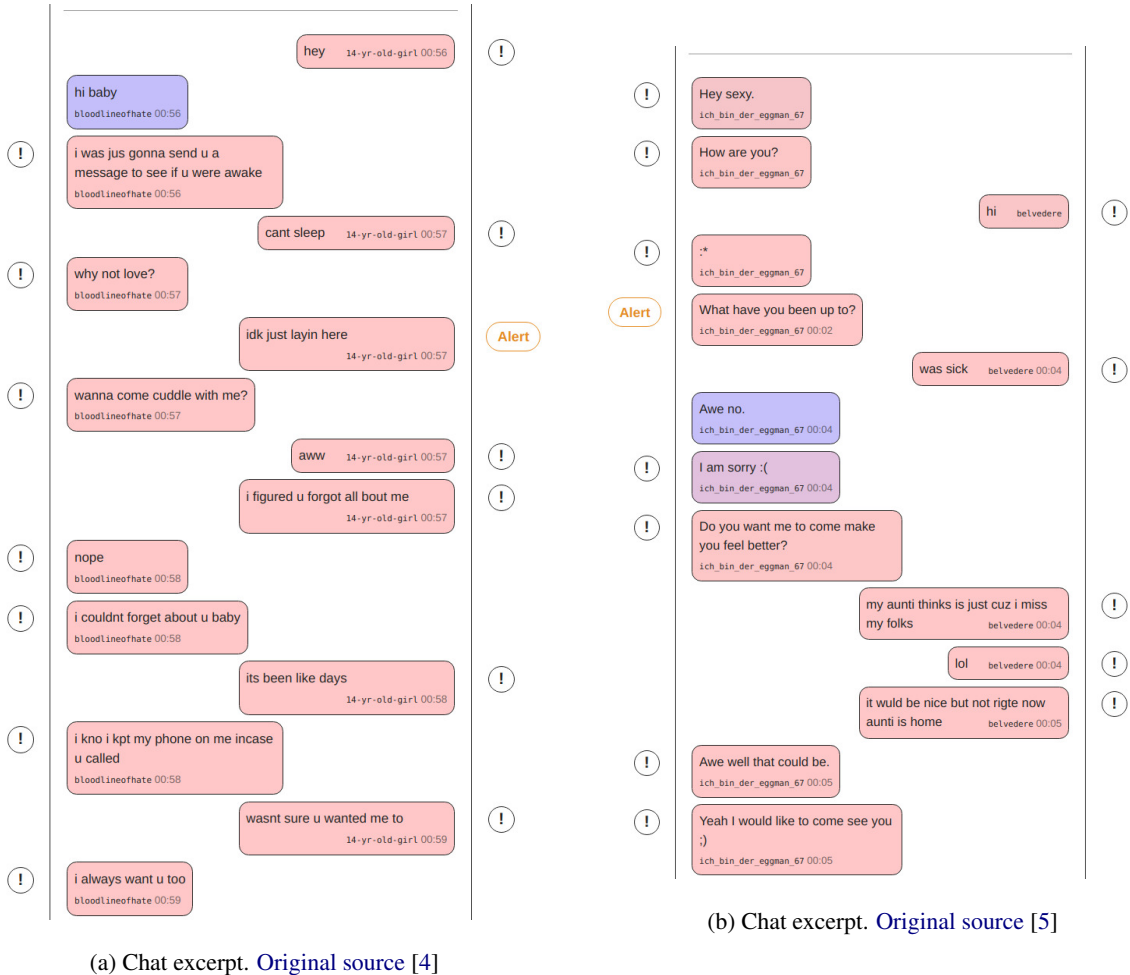 hey 14-yr-old-girl 00:56
!
hi baby
bloodlineofhate 00:56
!
i was jus gonna send u a
message to see if u were awake
bloodlineofhate 00:56
cant sleep 14-yr-old-girl 00:57
!
!
why not love?
bloodlineofhate 00:57
idk just layin here
14-yr-old-girl 00:57
Alert
!
wanna come cuddle with me?
bloodlineofhate 00:57
aww 14-yr-old-girl 00:57
!
i figured u forgot all bout me
14-yr-old-girl 00:57
!
!
nope
bloodlineofhate 00:58
!
i couldnt forget about u baby
bloodlineofhate 00:58
its been like days
14-yr-old-girl 00:58
!
!
i kno i kpt my phone on me incase
u called
bloodlineofhate 00:58
wasnt sure u wanted me to
14-yr-old-girl 00:59
!
!
i always want u too
bloodlineofhate 00:59
(a) Chat excerpt. Original source [4]
!
Hey sexy.
ich_bin_der_eggman_67
!
How are you?
ich_bin_der_eggman_67
hi belvedere
!
!
:*
ich_bin_der_eggman_67
Alert
What have you been up to?
ich_bin_der_eggman_67 00:02
was sick belvedere 00:04
!
Awe no.
ich_bin_der_eggman_67 00:04
!
I am sorry :(
ich_bin_der_eggman_67 00:04
!
Do you want me to come make
you feel better?
ich_bin_der_eggman_67 00:04
my aunti thinks is just cuz i miss
my folks belvedere 00:04
!
lol belvedere 00:04
!
it wuld be nice but not rigte now
aunti is home belvedere 00:05
!
!
Awe well that could be.
ich_bin_der_eggman_67 00:05
!
Yeah I would like to come see you
;)
ich_bin_der_eggman_67 00:05
(b) Chat excerpt. Original source [5]